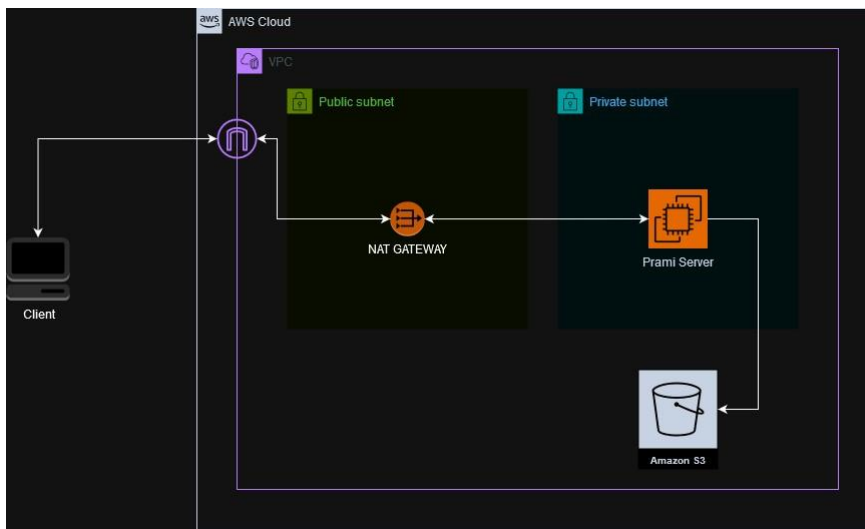 aws
AWS Cloud
VPC
Public subnet
Private subnet
NAT GATEWAY
Prami Server
Client
Amazon S3